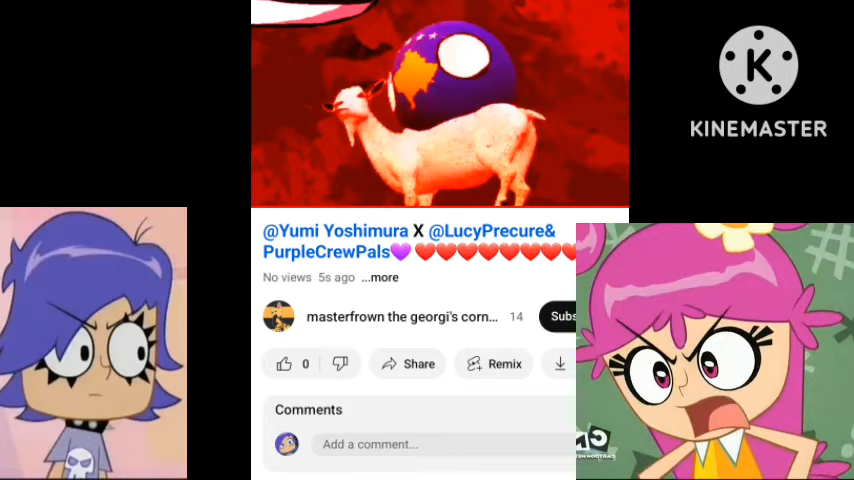 K
KINEMASTER
@Yumi Yoshimura X @LucyPrecure&
PurpleCrewPals💜 ❤️❤️❤️❤️❤️❤️❤️❤️
No views 5s ago ...more
masterfrown the georgi's corn... 14 Subs
0 Share Remix
Comments
Add a comment...
#